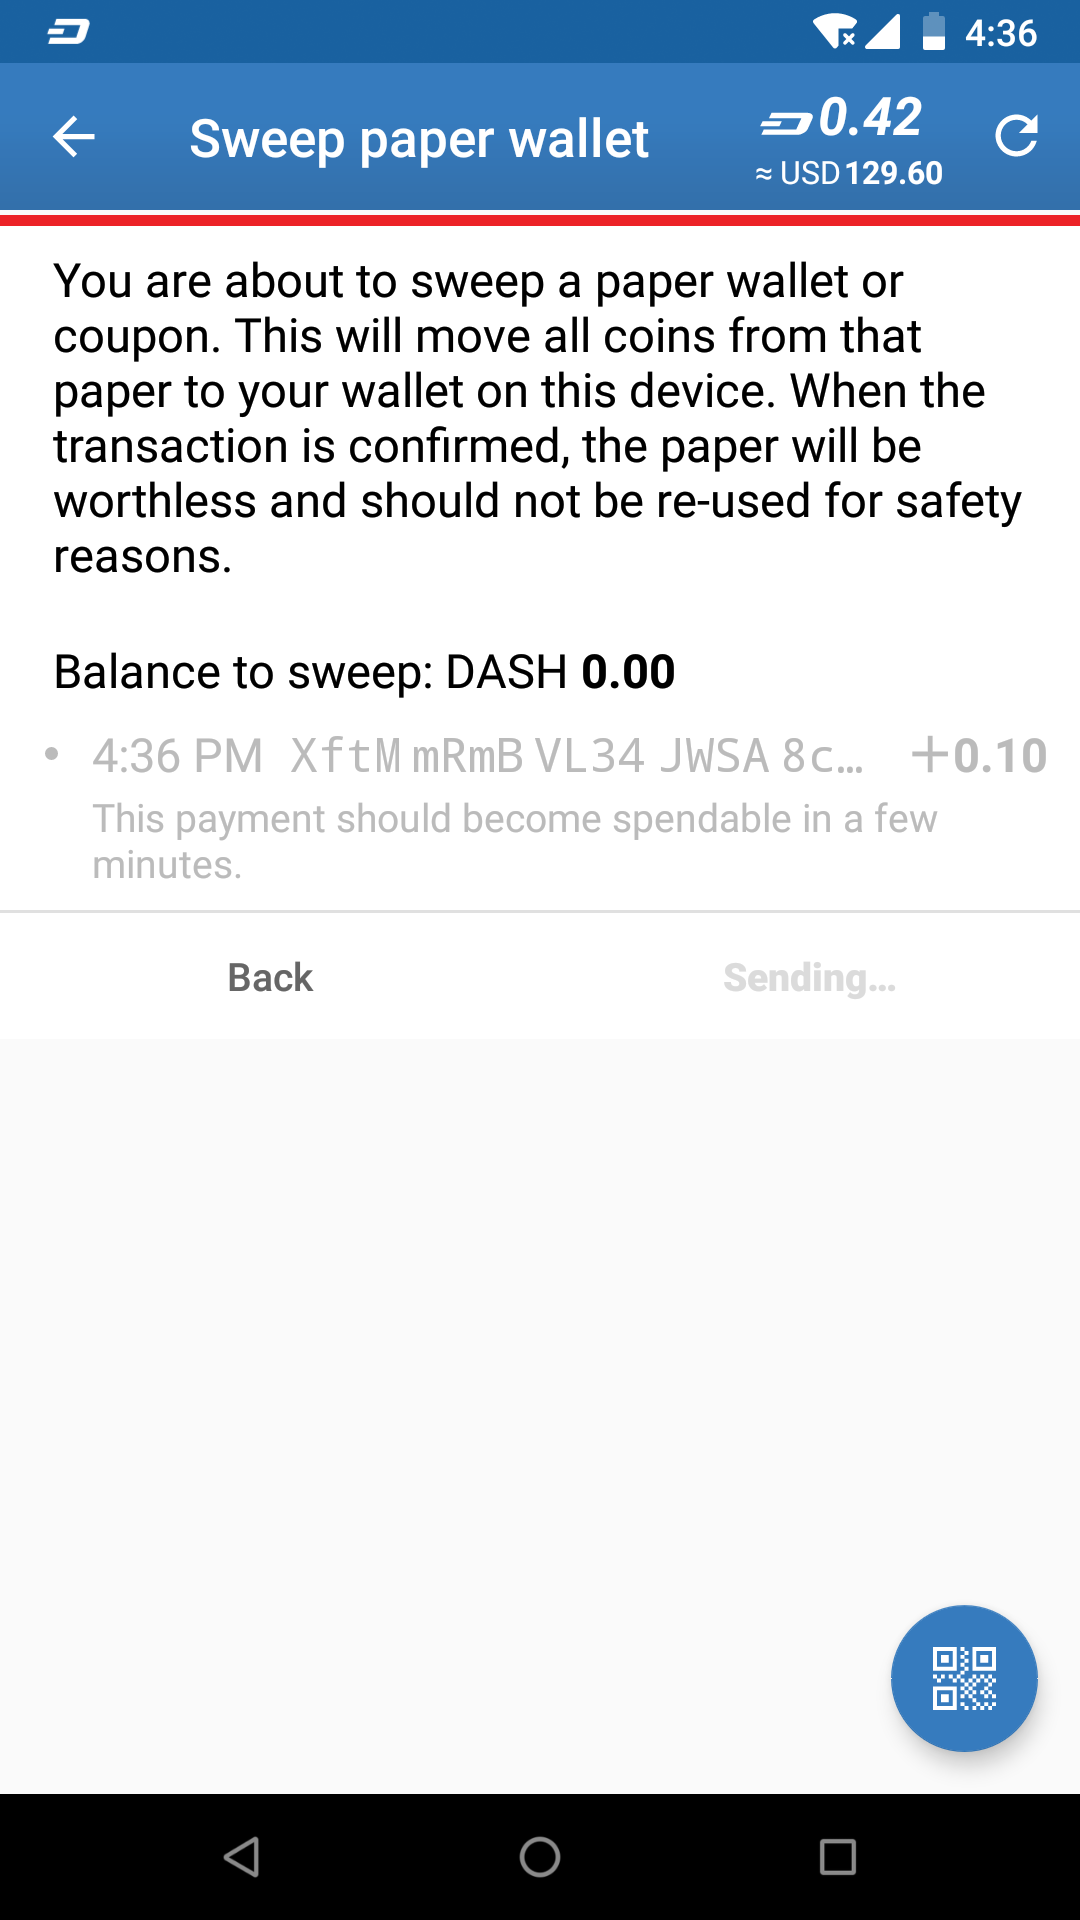 4:36
Sweep paper wallet
0.42
≈ USD 129.60
You are about to sweep a paper wallet or
coupon. This will move all coins from that
paper to your wallet on this device. When the
transaction is confirmed, the paper will be
worthless and should not be re-used for safety
reasons.
Balance to sweep: DASH 0.00
• 4:36 PM XftM mRmB VL34 JWSA 8c… +0.10
This payment should become spendable in a few
minutes.
Back Sending…